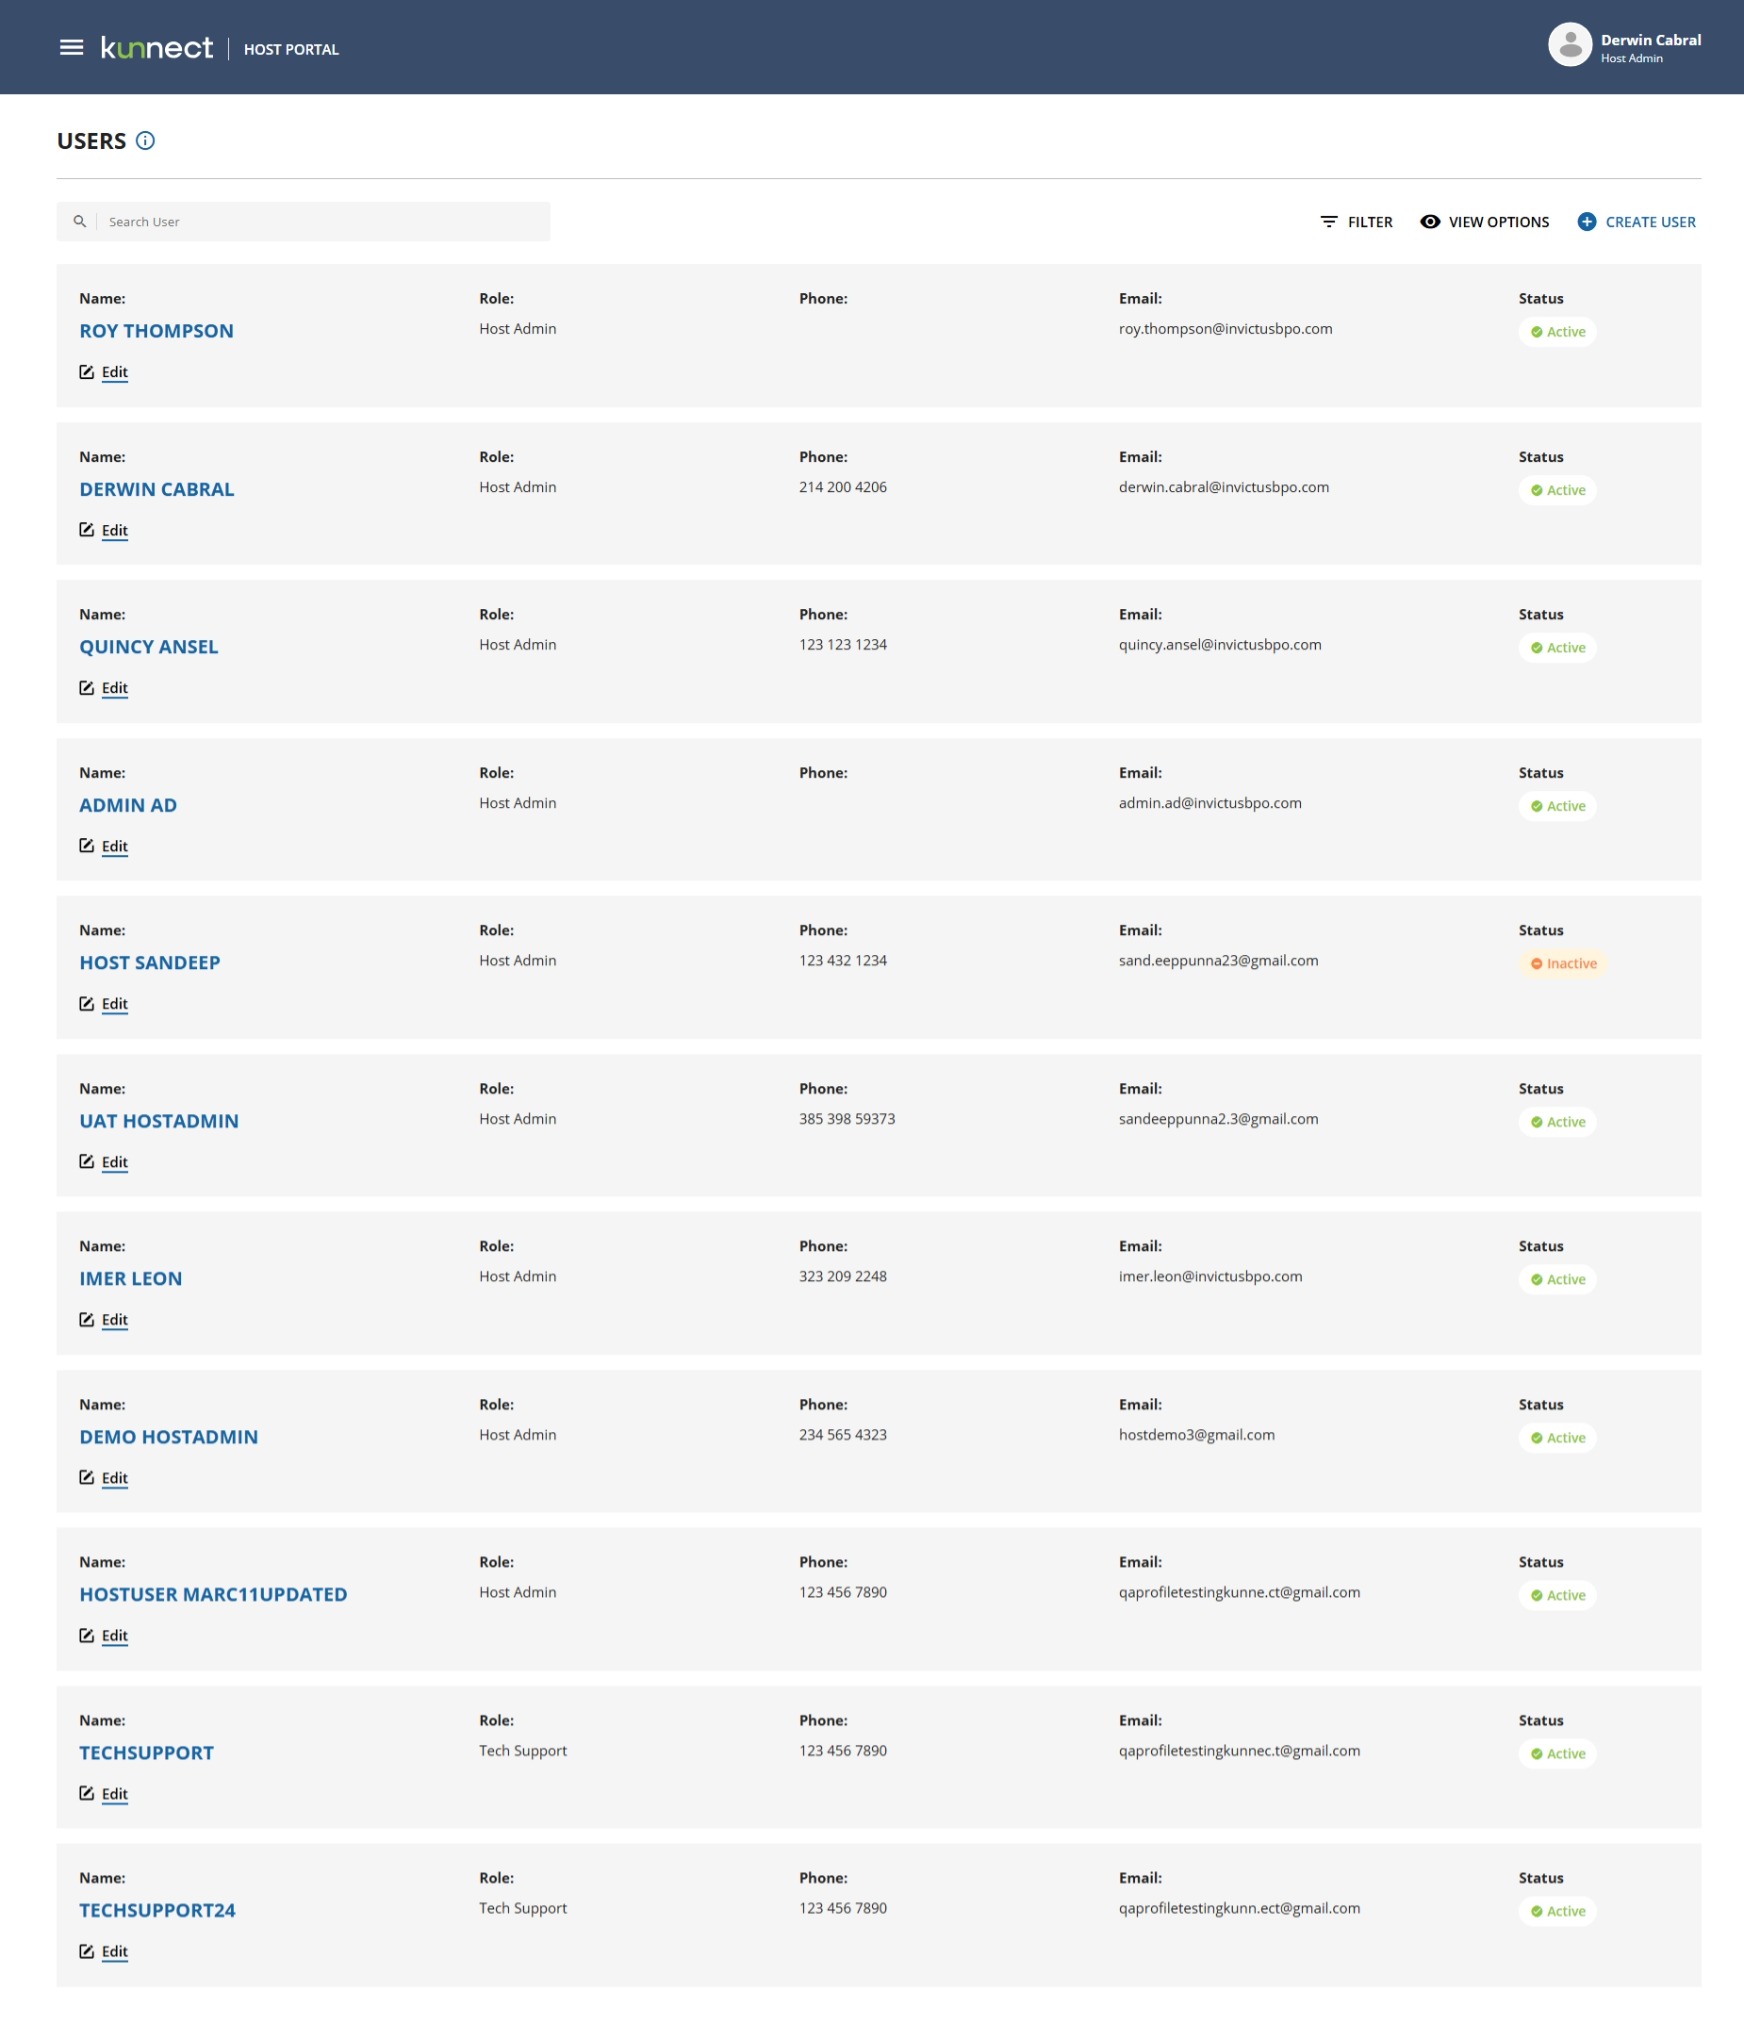 kunnect HOST PORTAL
Derwin Cabral
Host Admin
USERS
Search User
FILTER VIEW OPTIONS CREATE USER
Name: Role: Phone: Email: Status
ROY THOMPSON Host Admin roy.thompson@invictusbpo.com Active
Edit
Name: Role: Phone: Email: Status
DERWIN CABRAL Host Admin 214 200 4206 derwin.cabral@invictusbpo.com Active
Edit
Name: Role: Phone: Email: Status
QUINCY ANSEL Host Admin 123 123 1234 quincy.ansel@invictusbpo.com Active
Edit
Name: Role: Phone: Email: Status
ADMIN AD Host Admin admin.ad@invictusbpo.com Active
Edit
Name: Role: Phone: Email: Status
HOST SANDEEP Host Admin 123 432 1234 sand.eeppunna23@gmail.com Inactive
Edit
Name: Role: Phone: Email: Status
UAT HOSTADMIN Host Admin 385 398 59373 sandeeppunna2.3@gmail.com Active
Edit
Name: Role: Phone: Email: Status
IMER LEON Host Admin 323 209 2248 imer.leon@invictusbpo.com Active
Edit
Name: Role: Phone: Email: Status
DEMO HOSTADMIN Host Admin 234 565 4323 hostdemo3@gmail.com Active
Edit
Name: Role: Phone: Email: Status
HOSTUSER MARC11UPDATED Host Admin 123 456 7890 qaprofiletestingkunne.ct@gmail.com Active
Edit
Name: Role: Phone: Email: Status
TECHSUPPORT Tech Support 123 456 7890 qaprofiletestingkunnec.t@gmail.com Active
Edit
Name: Role: Phone: Email: Status
TECHSUPPORT24 Tech Support 123 456 7890 qaprofiletestingkunn.ect@gmail.com Active
Edit